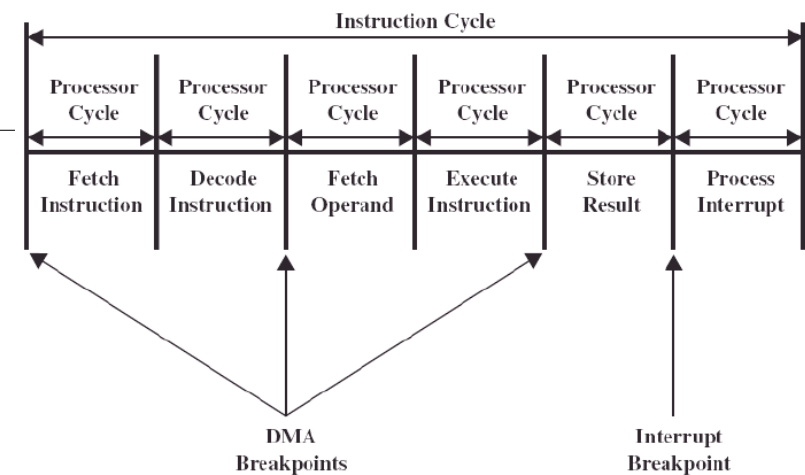 Instruction Cycle
Processor Processor Processor Processor Processor Processor
Cycle Cycle Cycle Cycle Cycle Cycle
Fetch Decode Fetch Execute Store Process
Instruction Instruction Operand Instruction Result Interrupt
DMA Interrupt
Breakpoints Breakpoint